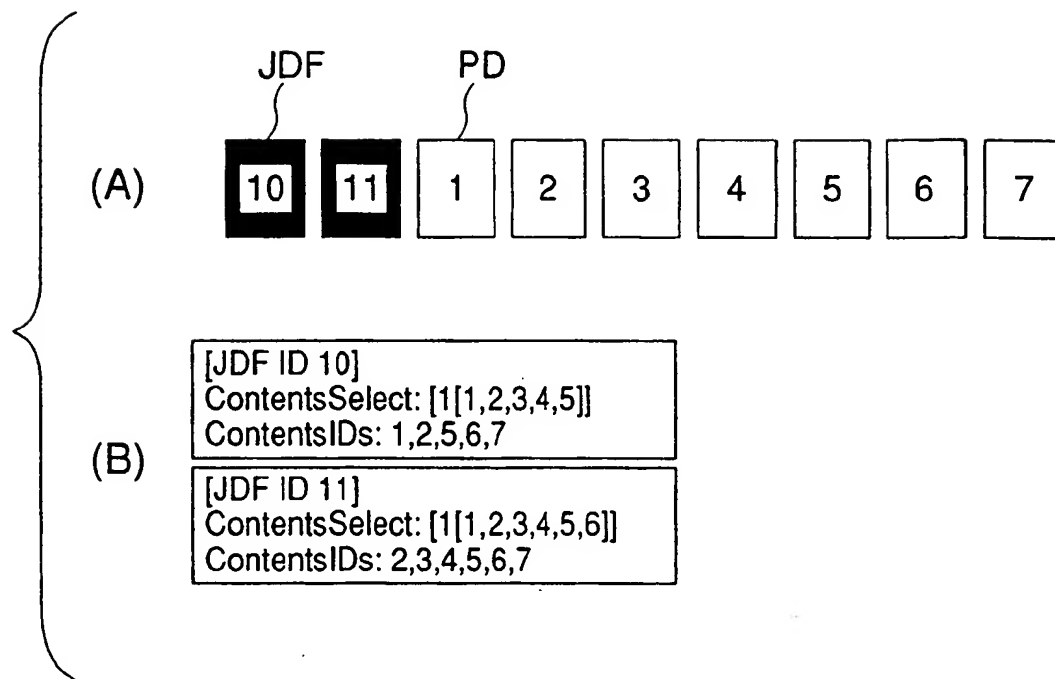 JDF PD
(A) 10 11 1 2 3 4 5 6 7
(B)
[JDF ID 10]
ContentsSelect: [1[1,2,3,4,5]]
ContentsIDs: 1,2,5,6,7
[JDF ID 11]
ContentsSelect: [1[1,2,3,4,5,6]]
ContentsIDs: 2,3,4,5,6,7